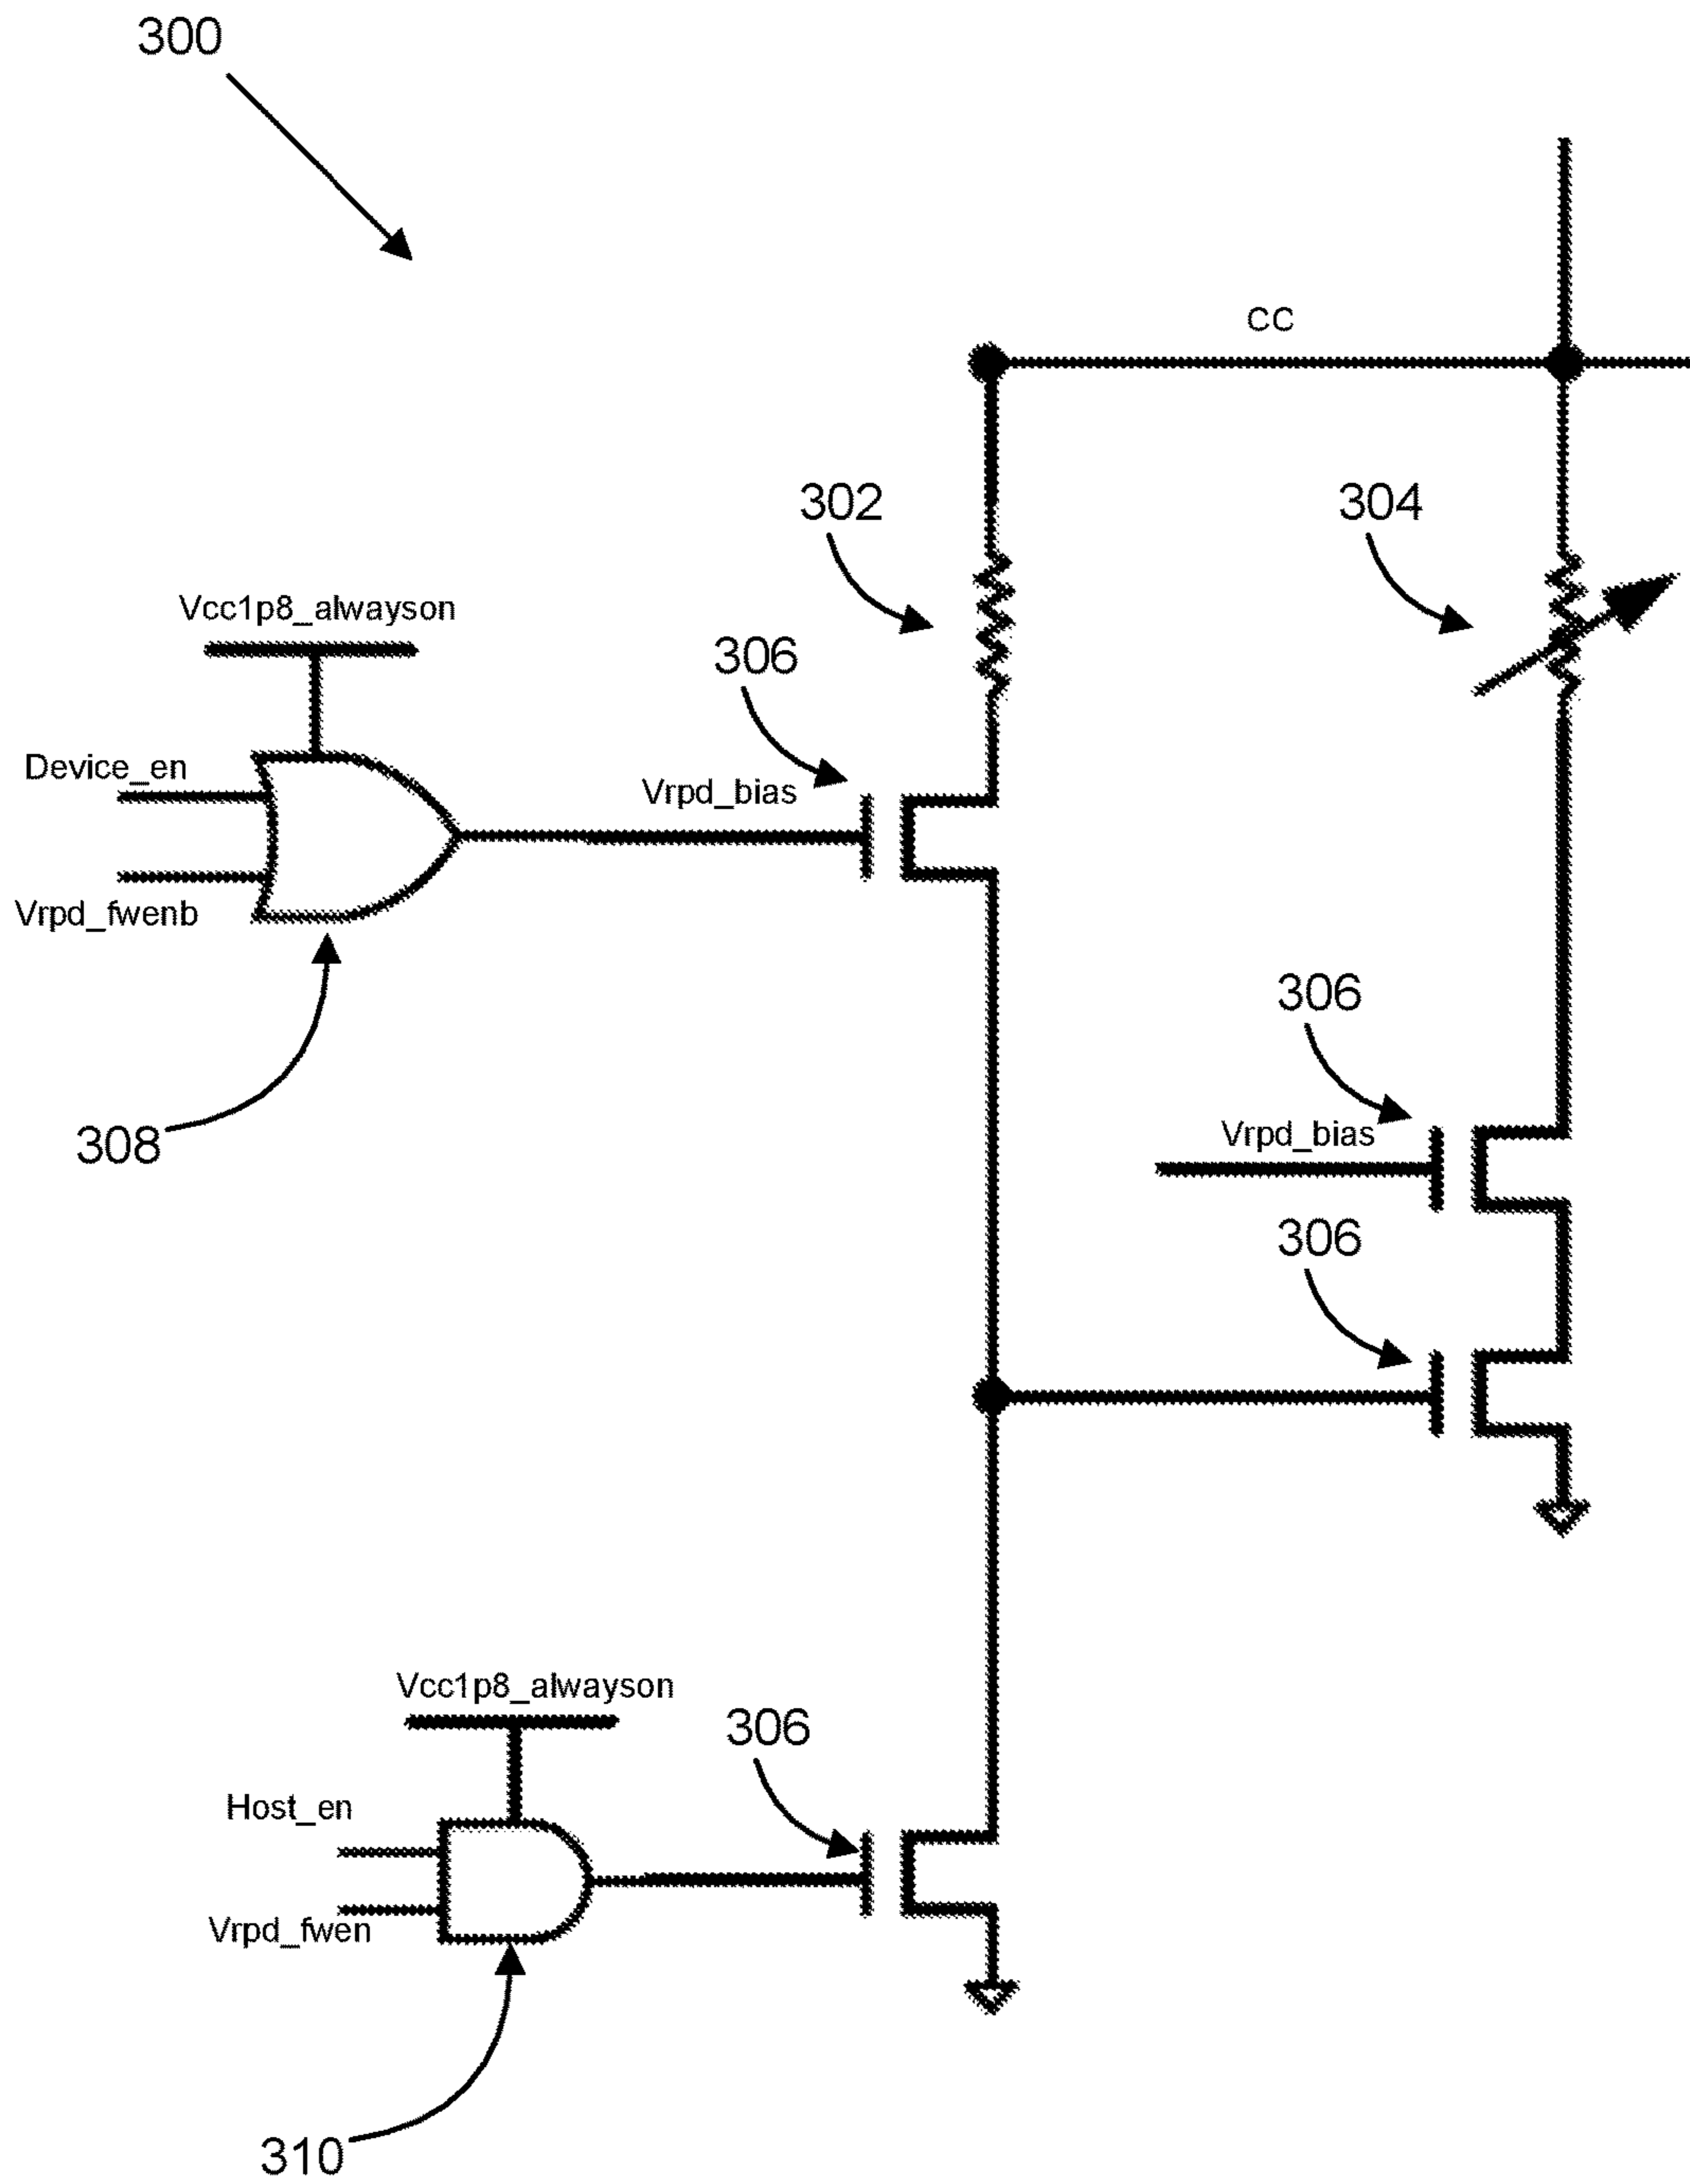 300
CC
302
304
Vcc1p8_alwayson
306
Device_en
Vrpd_bias
Vrpd_fwenb
306
308
Vrpd_bias
306
Vcc1p8_alwayson
306
Host_en
Vrpd_fwen
310